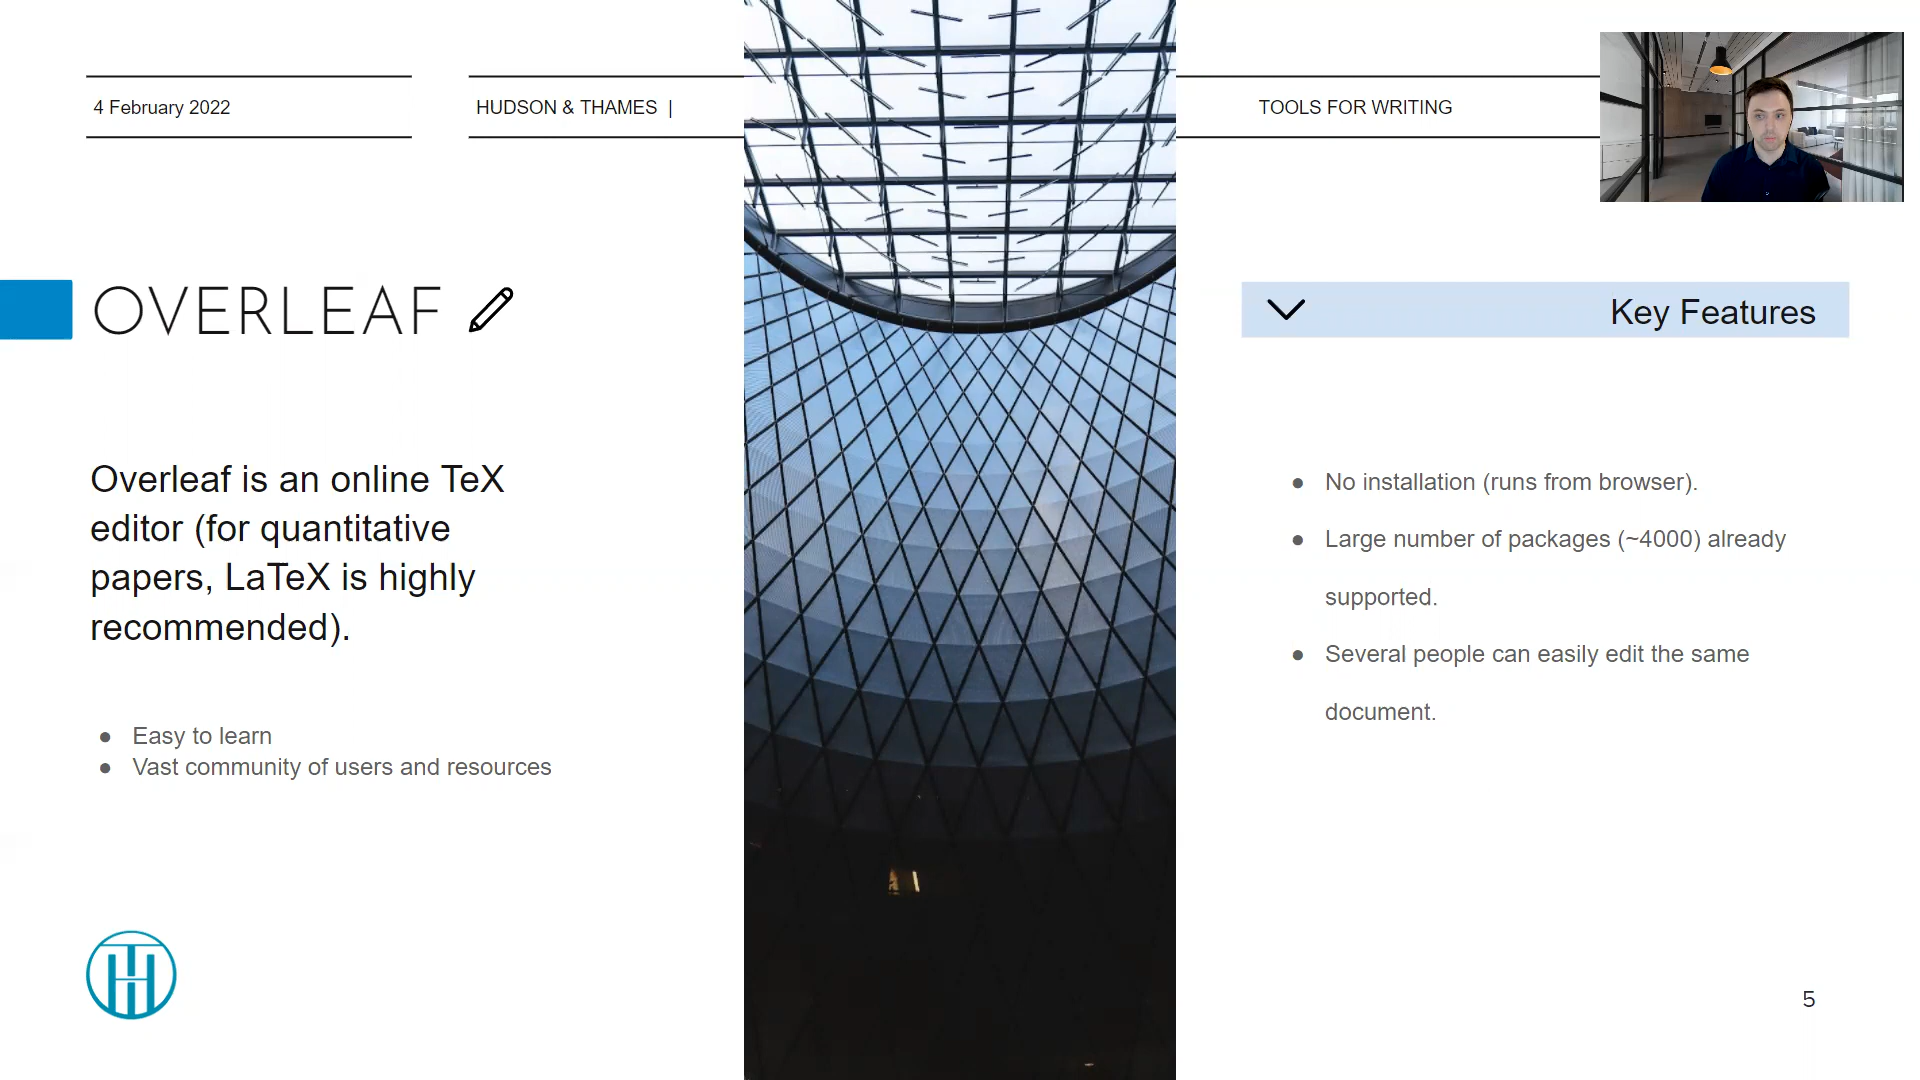 4 February 2022
HUDSON & THAMES |
TOOLS FOR WRITING
OVERLEAF
Overleaf is an online TeX
editor (for quantitative
papers, LaTeX is highly
recommended).
● Easy to learn
● Vast community of users and resources
Key Features
● No installation (runs from browser).
● Large number of packages (~4000) already
supported.
● Several people can easily edit the same
document.
5